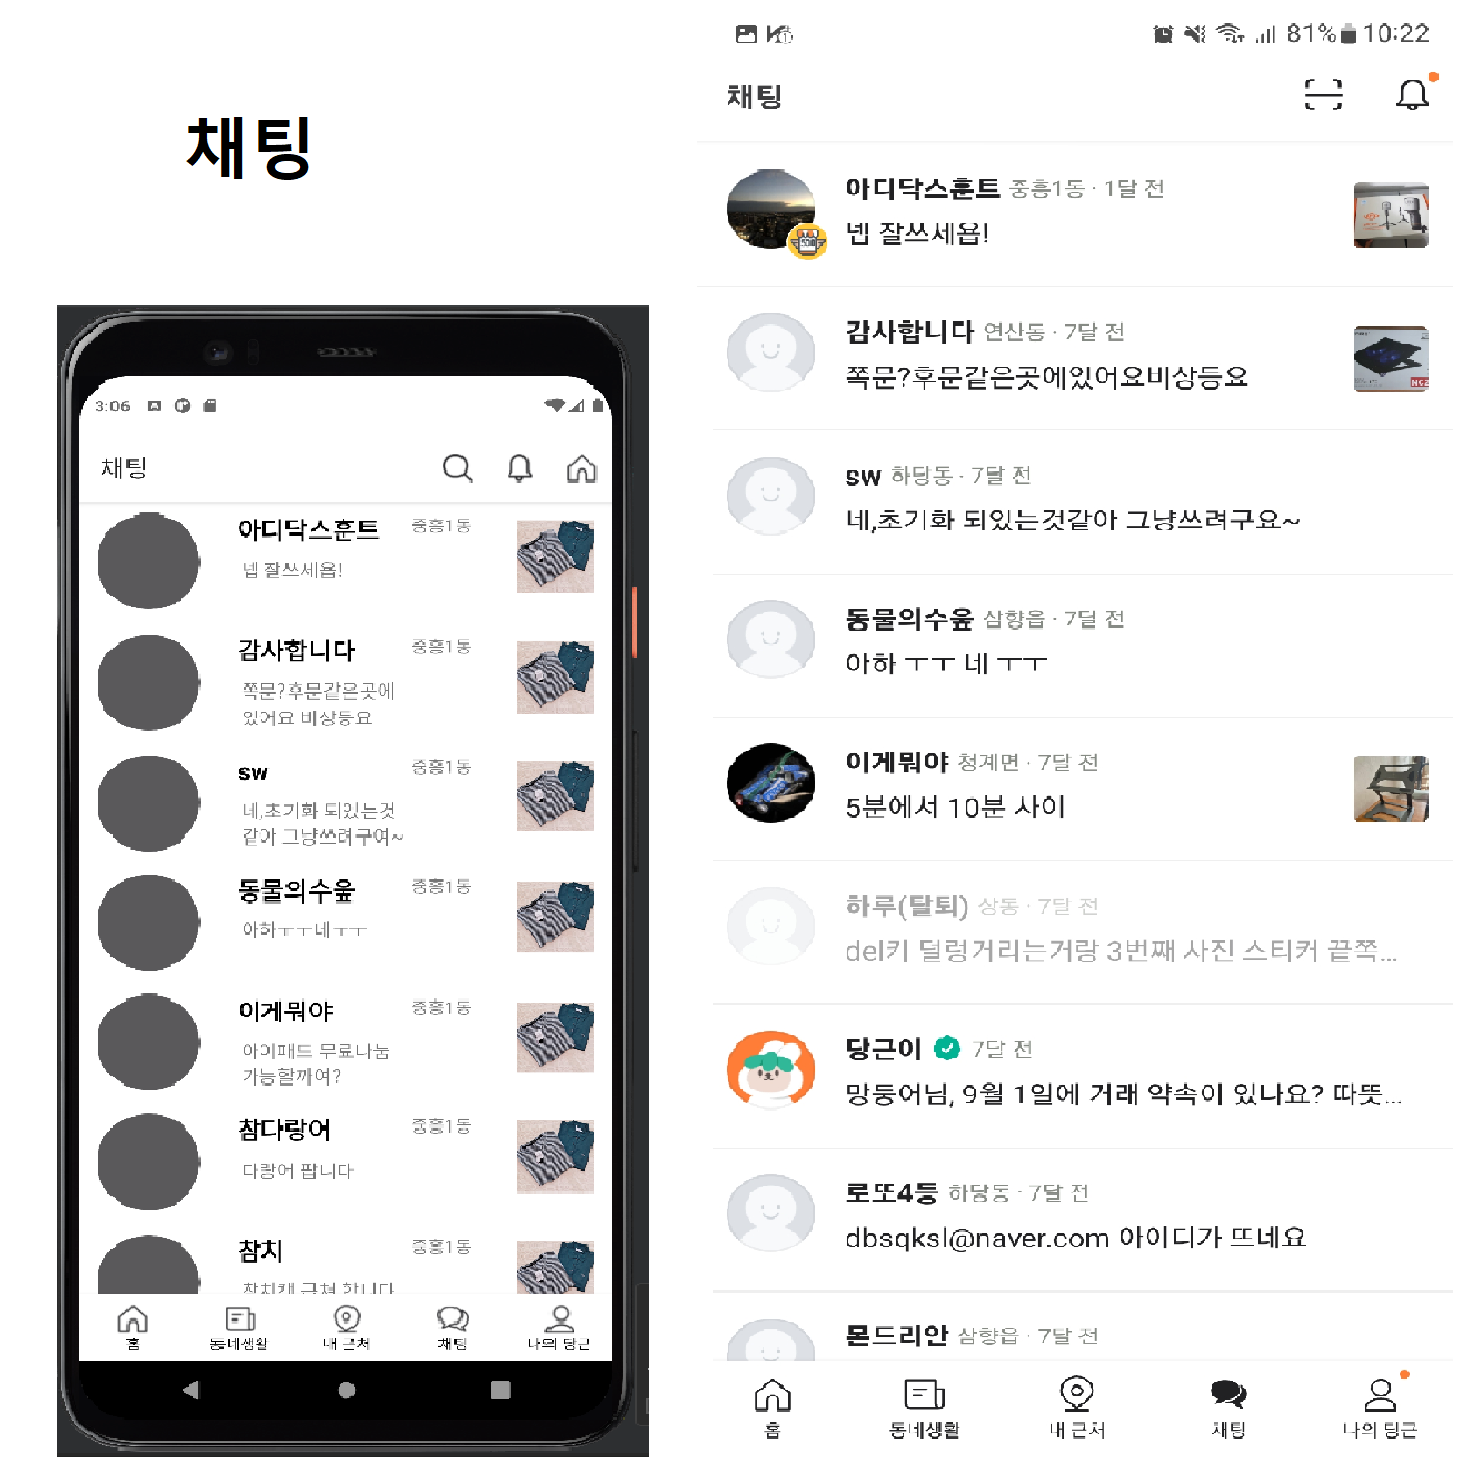 채팅
3:06
채팅
아디닥스훈트 중흥1동
넵 잘쓰세욤!
감사합니다 중흥1동
쪽문?후문같은곳에
있어요 비상등요
sw 중흥1동
네,초기화 되있는것
같아 그냥쓰려구여~
동물의수윺 중흥1동
아하ㅜㅜ네ㅜㅜ
이게뭐야 중흥1동
아이패드 무료나눔
가능할까여?
참다랑어 중흥1동
다랑어 팝니다
참치 중흥1동
홈 동네생활 내 근처 채팅 나의 당근
81% 10:22
채팅
아디닥스훈트 중흥1동 · 1달 전
넵 잘쓰세욤!
감사합니다 연산동 · 7달 전
쪽문?후문같은곳에있어요비상등요
sw 하당동 · 7달 전
네,초기화 되있는것같아 그냥쓰려구요~
동물의수윺 삼향읍 · 7달 전
아하 ㅜㅜ 네 ㅜㅜ
이게뭐야 청계면 · 7달 전
5분에서 10분 사이
하루(탈퇴) 상동 · 7달 전
del키 덜렁거리는거랑 3번째 사진 스티커 끝쪽...
당근이 7달 전
망둥어님, 9월 1일에 거래 약속이 있나요? 따뜻...
로또4등 하당동 · 7달 전
dbsqksl@naver.com 아이디가 뜨네요
몬드리안 삼향읍 · 7달 전
홈 동네생활 내 근처 채팅 나의 당근